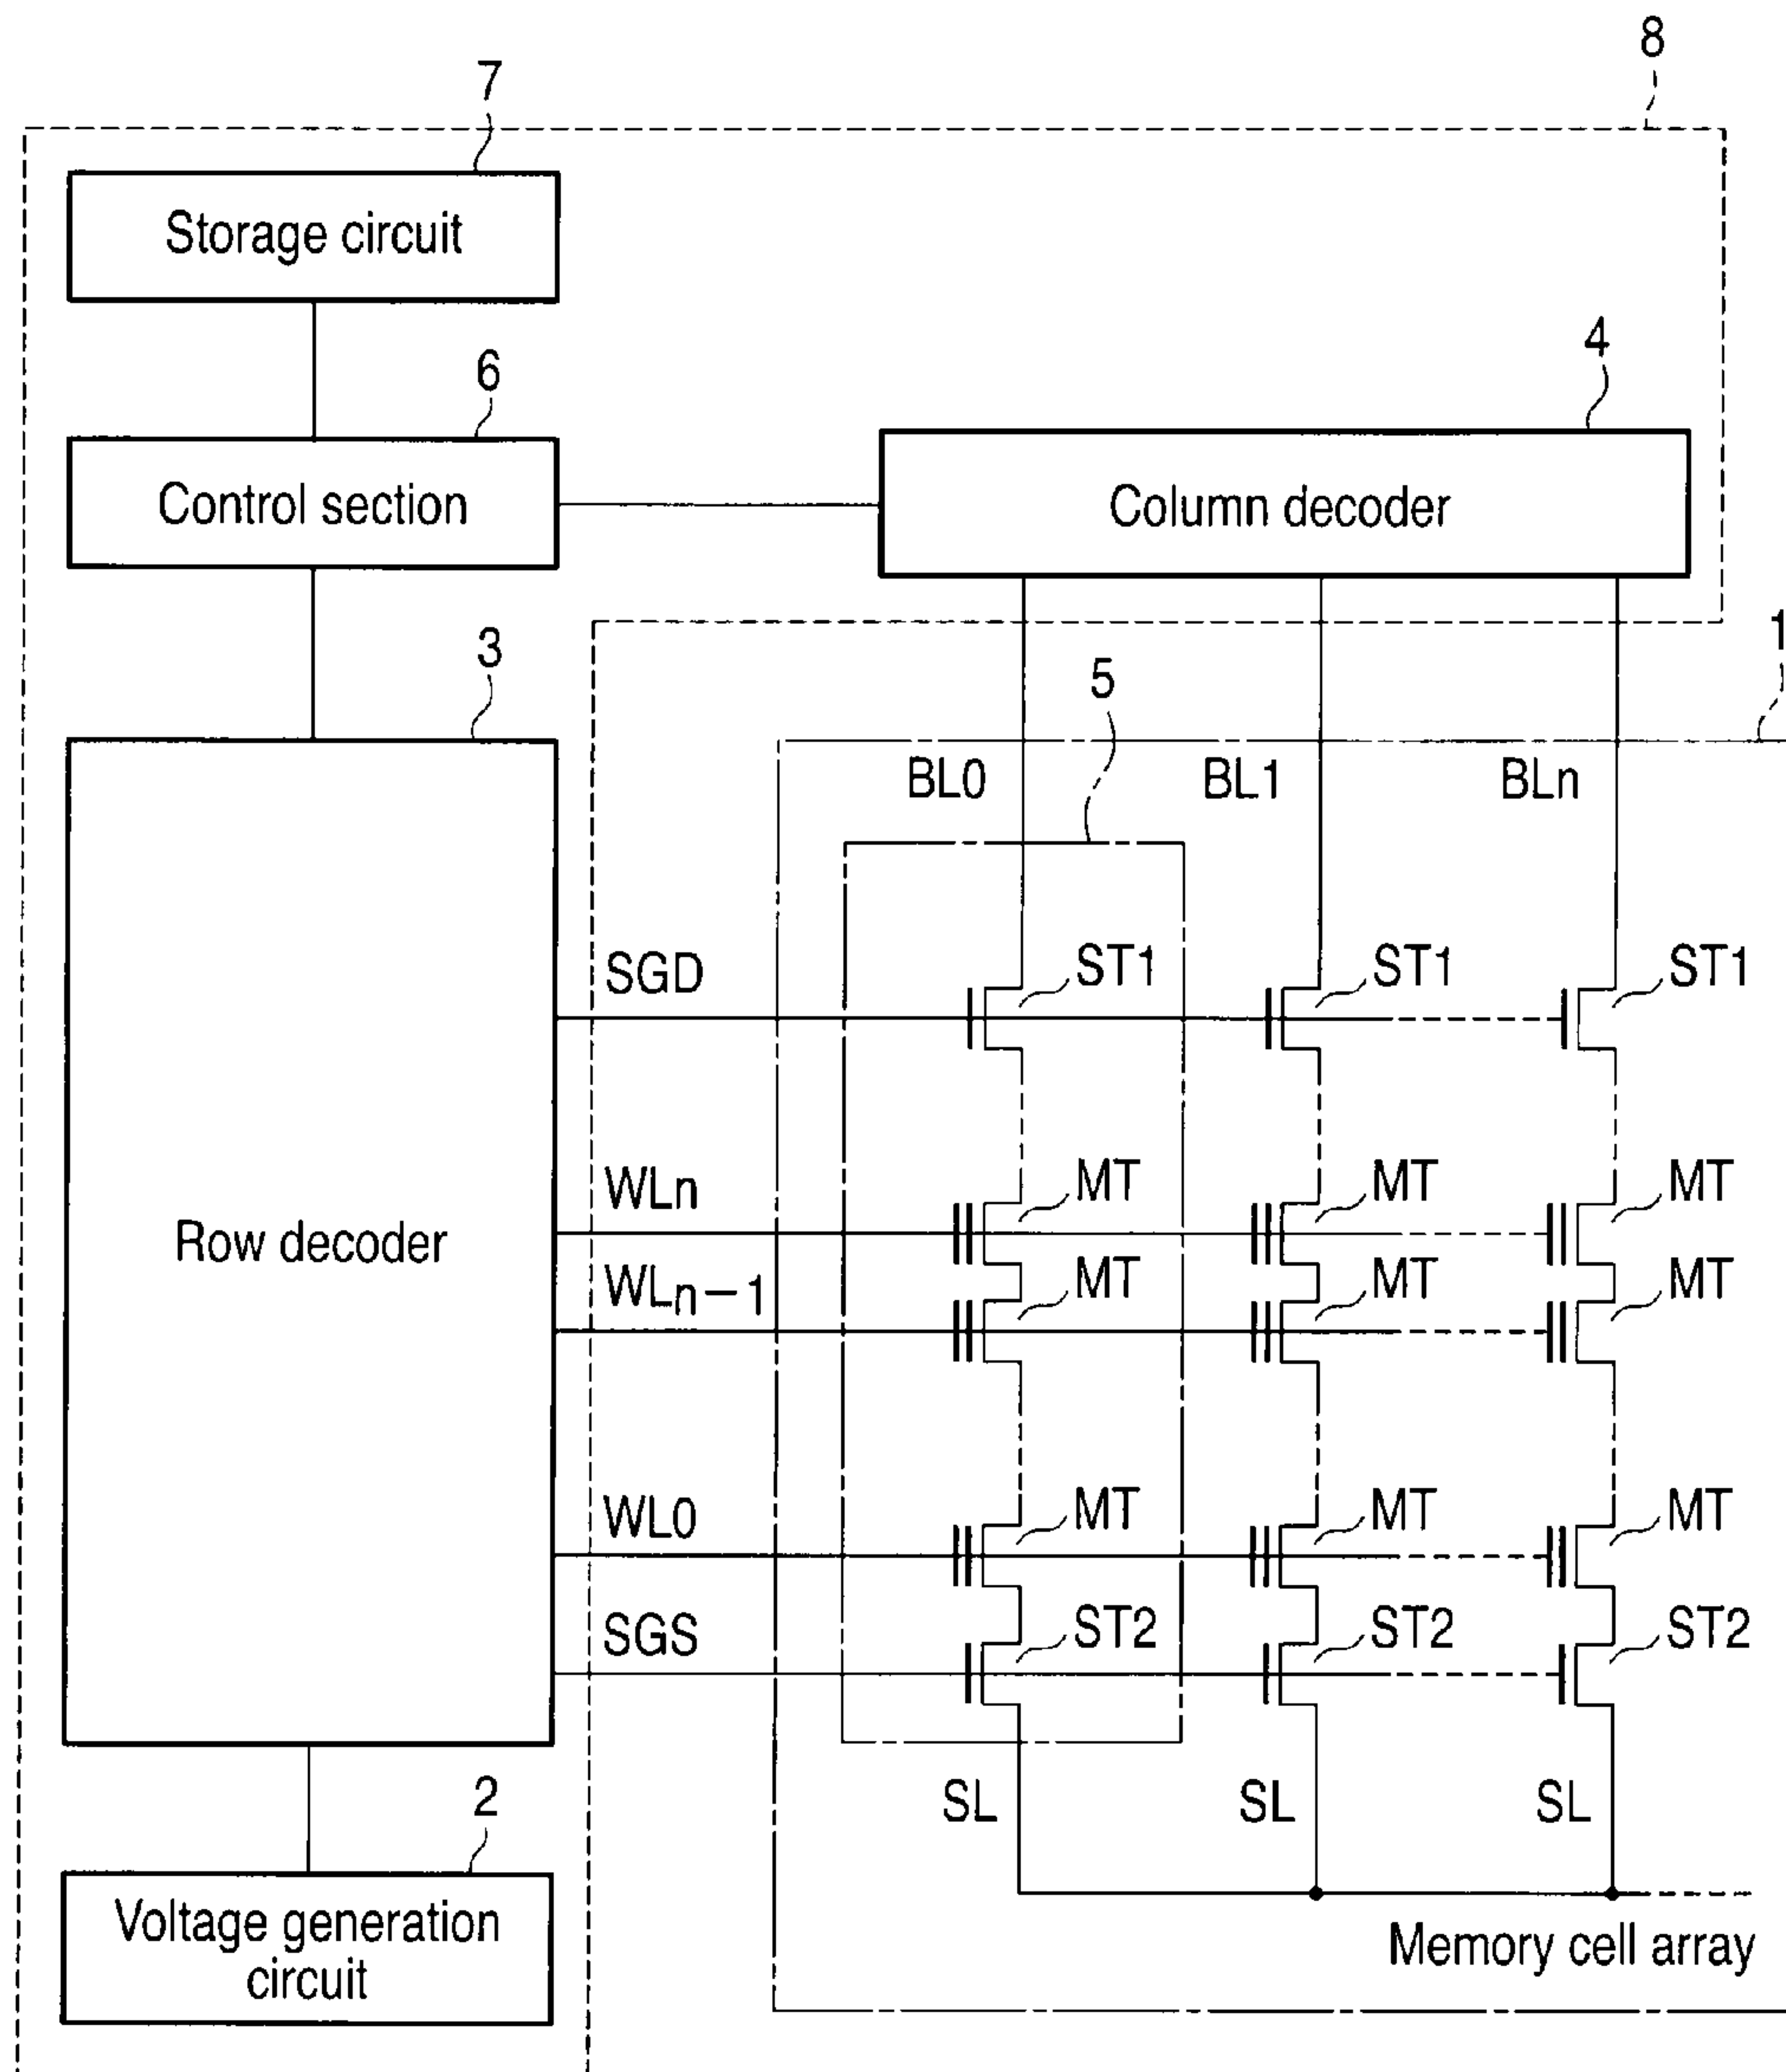 8
7
Storage circuit
6
Control section
4
Column decoder
3
1
5
BL0 BL1 BLn
SGD ST1 ST1 ST1
WLn MT MT MT
Row decoder
WLn−1 MT MT MT
WL0 MT MT MT
SGS ST2 ST2 ST2
2
SL SL SL
Voltage generation
circuit
Memory cell array